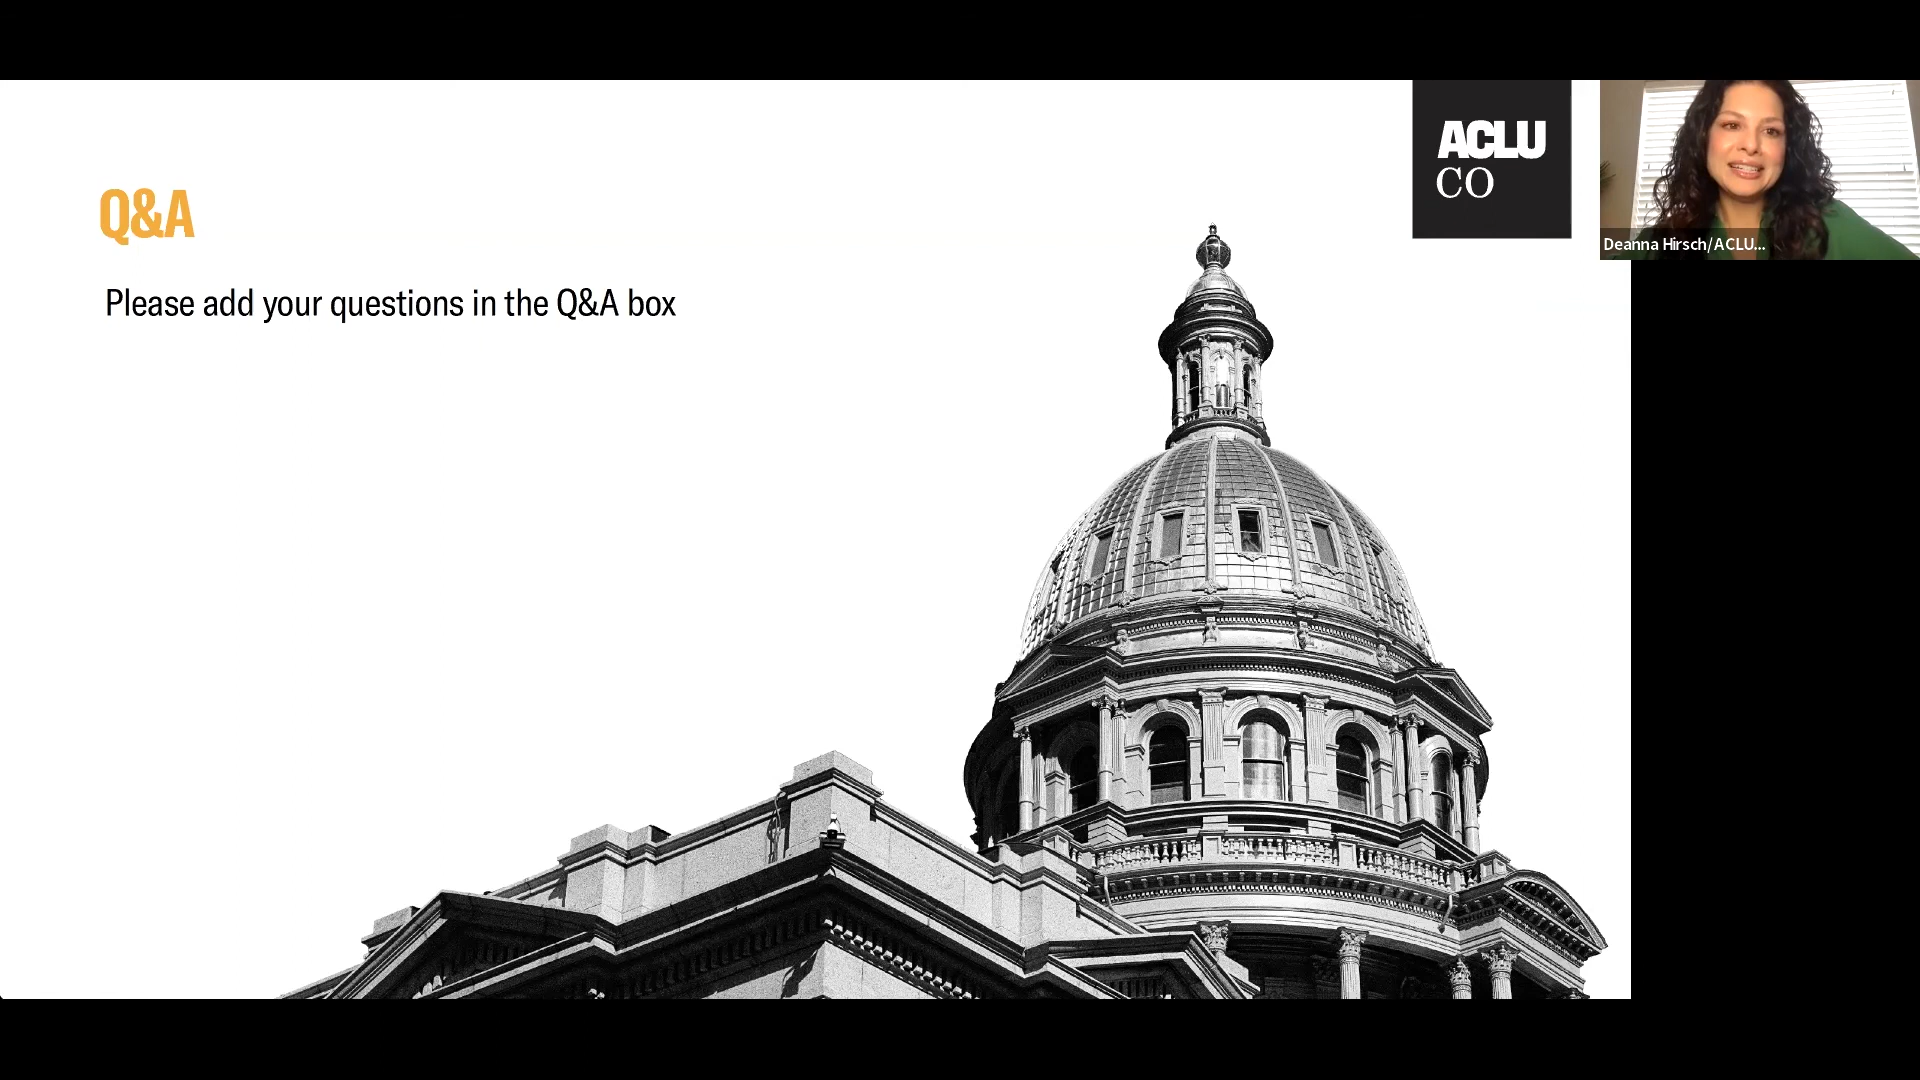 ACLU
CO
Q&A
Please add your questions in the Q&A box
Deanna Hirsch/ACLU...